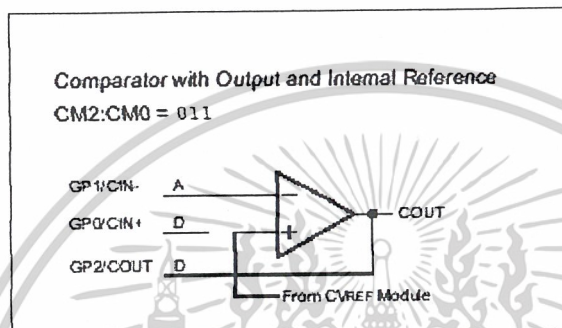 Comparator with Output and Internal Reference
CM2:CM0 = 011
GP1/CIN- A
GP0/CIN+ D
GP2/COUT D
−
+
COUT
From CVREF Module